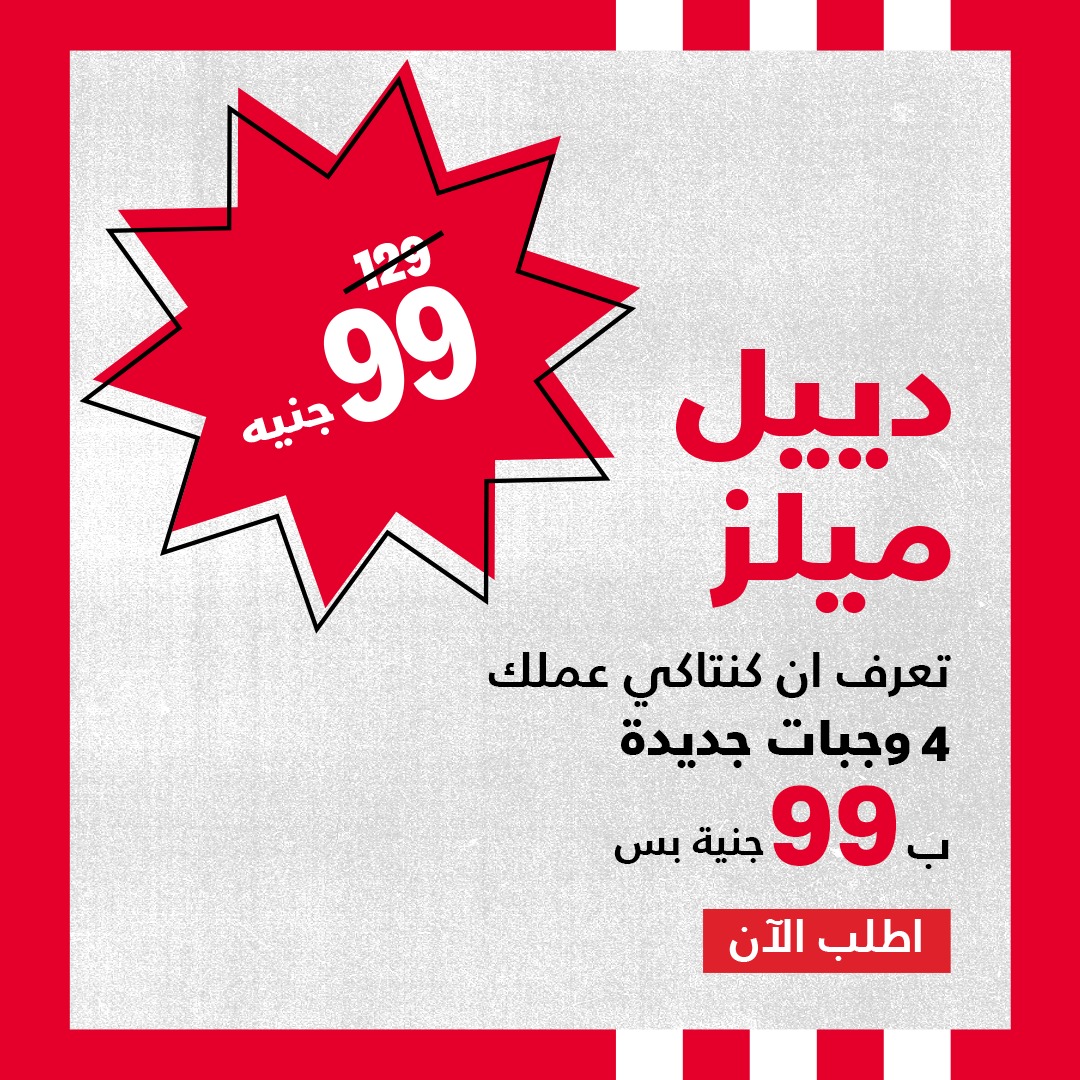 129
99 جنيه
دييل
ميلز
تعرف ان كنتاكي عملك
4 وجبات جديدة
ب 99 جنية بس
اطلب الآن